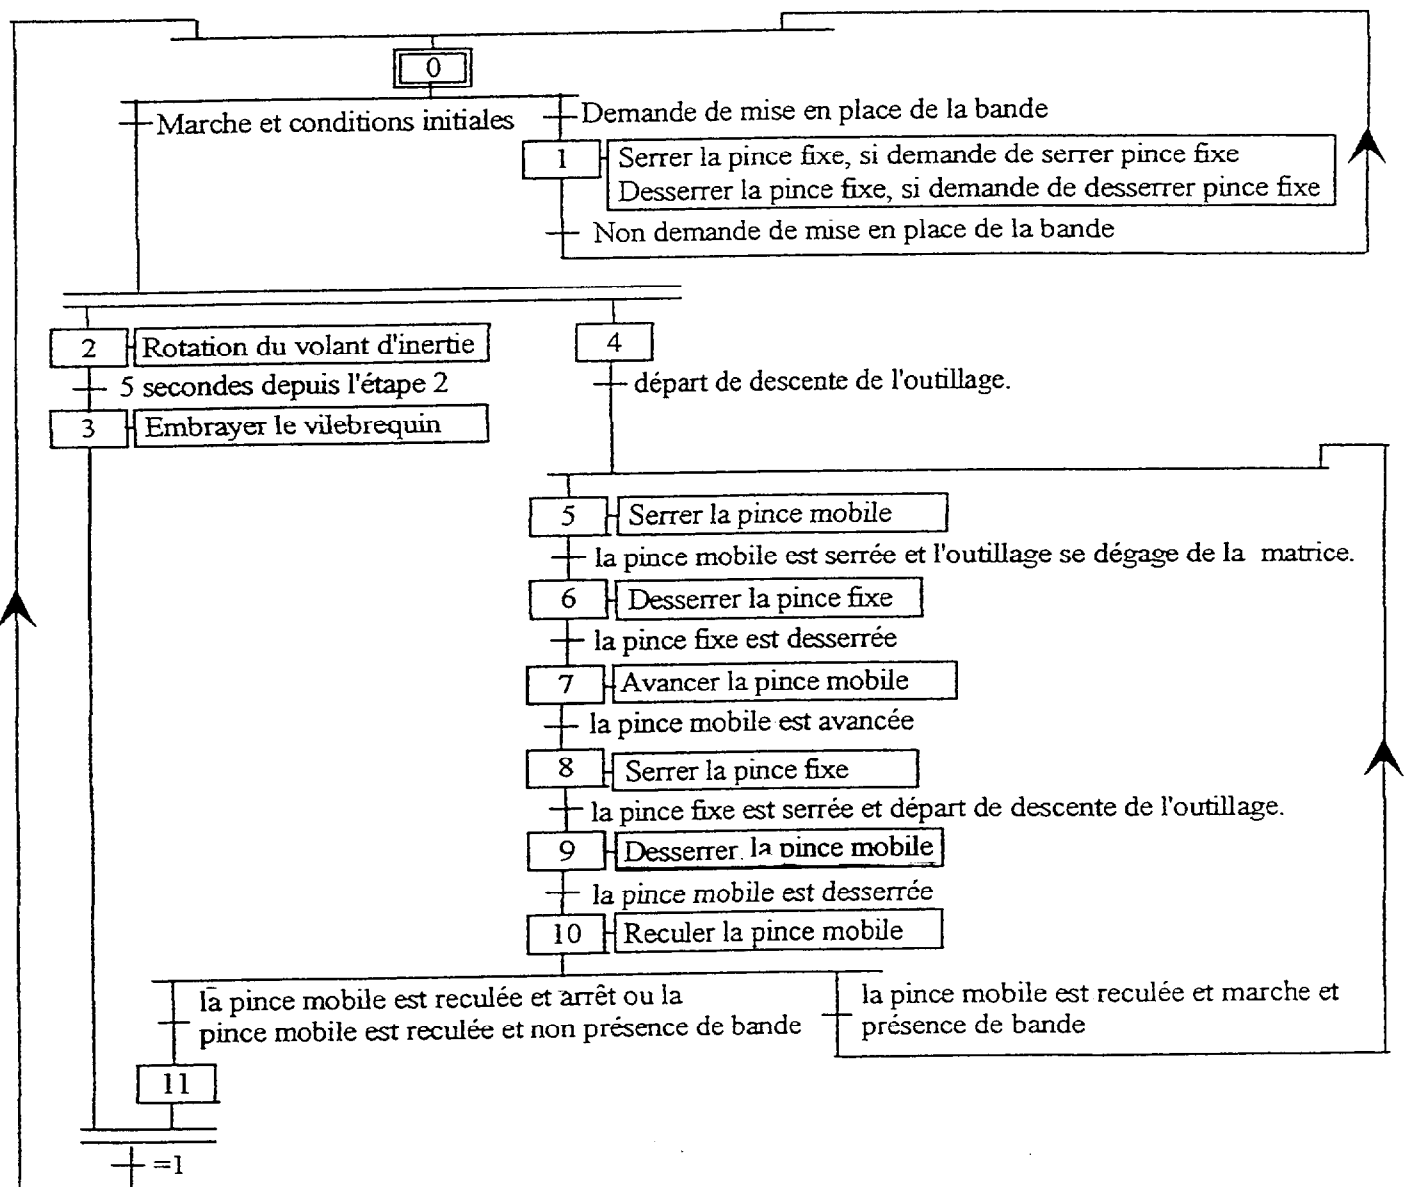 0
Marche et conditions initiales
Demande de mise en place de la bande
1
Serrer la pince fixe, si demande de serrer pince fixe
Desserrer la pince fixe, si demande de desserrer pince fixe
Non demande de mise en place de la bande
2
Rotation du volant d'inertie
4
5 secondes depuis l'étape 2
départ de descente de l'outillage.
3
Embrayer le vilebrequin
5
Serrer la pince mobile
la pince mobile est serrée et l'outillage se dégage de la matrice.
6
Desserrer la pince fixe
la pince fixe est desserrée
7
Avancer la pince mobile
la pince mobile est avancée
8
Serrer la pince fixe
la pince fixe est serrée et départ de descente de l'outillage.
9
Desserrer la pince mobile
la pince mobile est desserrée
10
Reculer la pince mobile
la pince mobile est reculée et arrêt ou la
pince mobile est reculée et non présence de bande
la pince mobile est reculée et marche et
présence de bande
11
=1